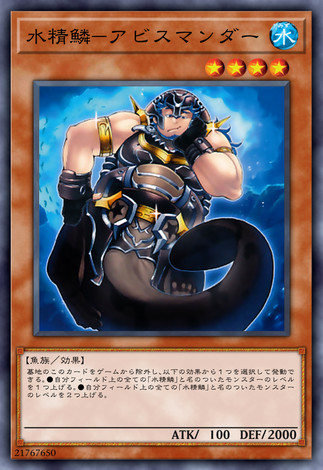 水精鱗−アビスマンダー
水
【魚族／効果】
墓地のこのカードをゲームから除外し、以下の効果から１つを選択して発動で
きる。●自分フィールド上の全ての「水精鱗」と名のついたモンスターのレベル
を１つ上げる。●自分フィールド上の全ての「水精鱗」と名のついたモンスター
のレベルを２つ上げる。
ATK/ 100 DEF/2000
21767650